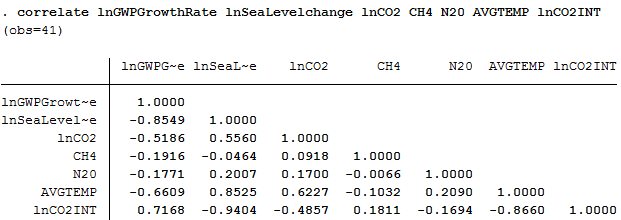 . correlate lnGWPGrowthRate lnSeaLevelchange lnCO2 CH4 N20 AVGTEMP lnCO2INT
(obs=41)
lnGWPG~e lnSeaL~e lnCO2 CH4 N20 AVGTEMP lnCO2INT
lnGWPGrowt~e 1.0000
lnSeaLevel~e -0.8549 1.0000
lnCO2 -0.5186 0.5560 1.0000
CH4 -0.1916 -0.0464 0.0918 1.0000
N20 -0.1771 0.2007 0.1700 -0.0066 1.0000
AVGTEMP -0.6609 0.8525 0.6227 -0.1032 0.2090 1.0000
lnCO2INT 0.7168 -0.9404 -0.4857 0.1811 -0.1694 -0.8660 1.0000